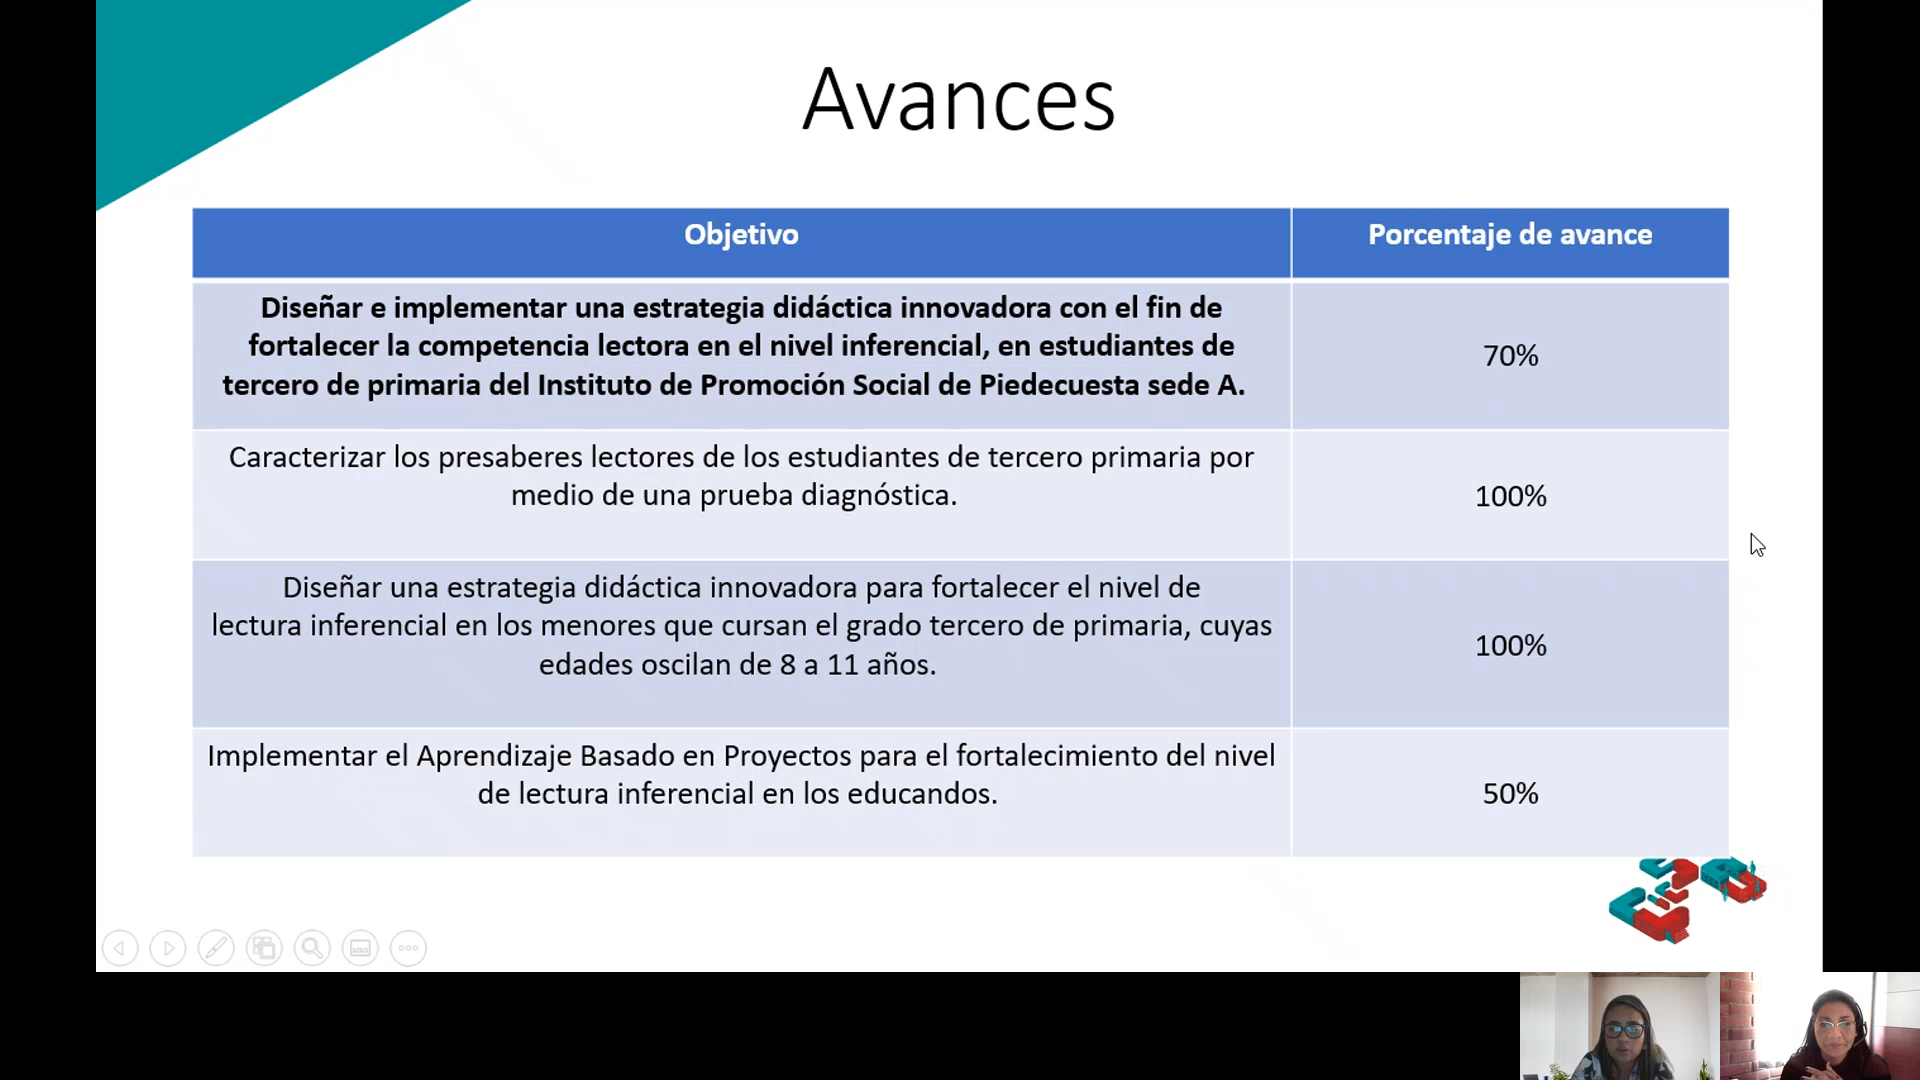 Avances
Objetivo
Porcentaje de avance
Diseñar e implementar una estrategia didáctica innovadora con el fin de
fortalecer la competencia lectora en el nivel inferencial, en estudiantes de
tercero de primaria del Instituto de Promoción Social de Piedecuesta sede A.
70%
Caracterizar los presaberes lectores de los estudiantes de tercero primaria por
medio de una prueba diagnóstica.
100%
Diseñar una estrategia didáctica innovadora para fortalecer el nivel de
lectura inferencial en los menores que cursan el grado tercero de primaria, cuyas
edades oscilan de 8 a 11 años.
100%
Implementar el Aprendizaje Basado en Proyectos para el fortalecimiento del nivel
de lectura inferencial en los educandos.
50%